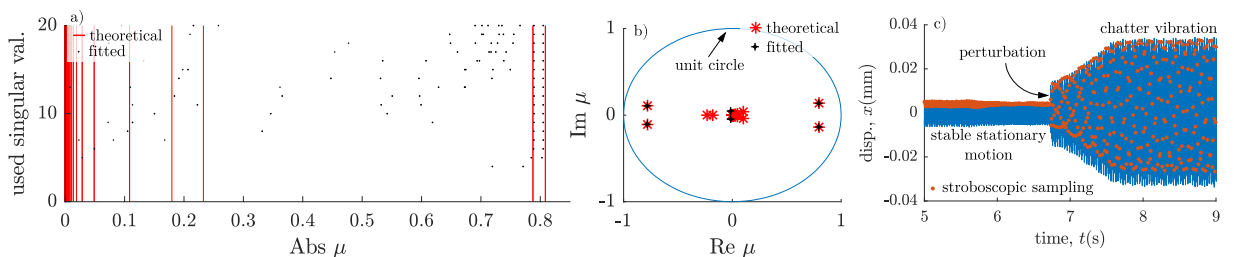 a)
used singular val.
20
10
0
theoretical
fitted
0 0.1 0.2 0.3 0.4 0.5 0.6 0.7 0.8
Abs μ
b)
Im μ
1
0
-1
theoretical
fitted
unit circle
-1 0 1
Re μ
c)
disp., x(mm)
0.04
0.02
0
-0.02
-0.04
chatter vibration
perturbation
stable stationary
motion
stroboscopic sampling
5 6 7 8 9
time, t(s)